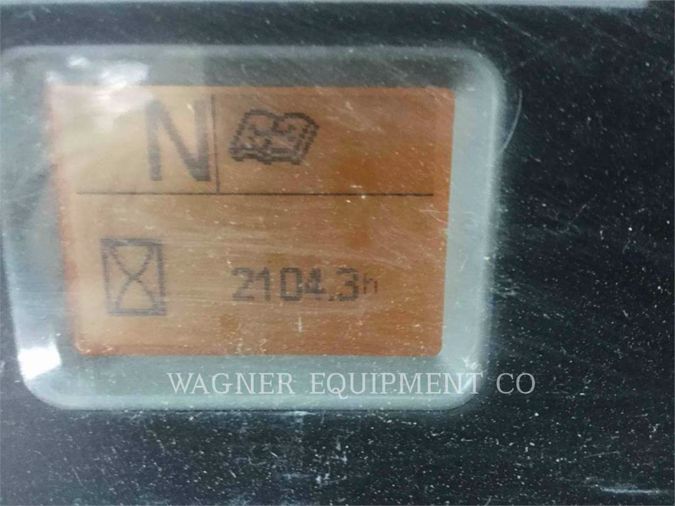 N
2104.3h
WAGNER EQUIPMENT CO